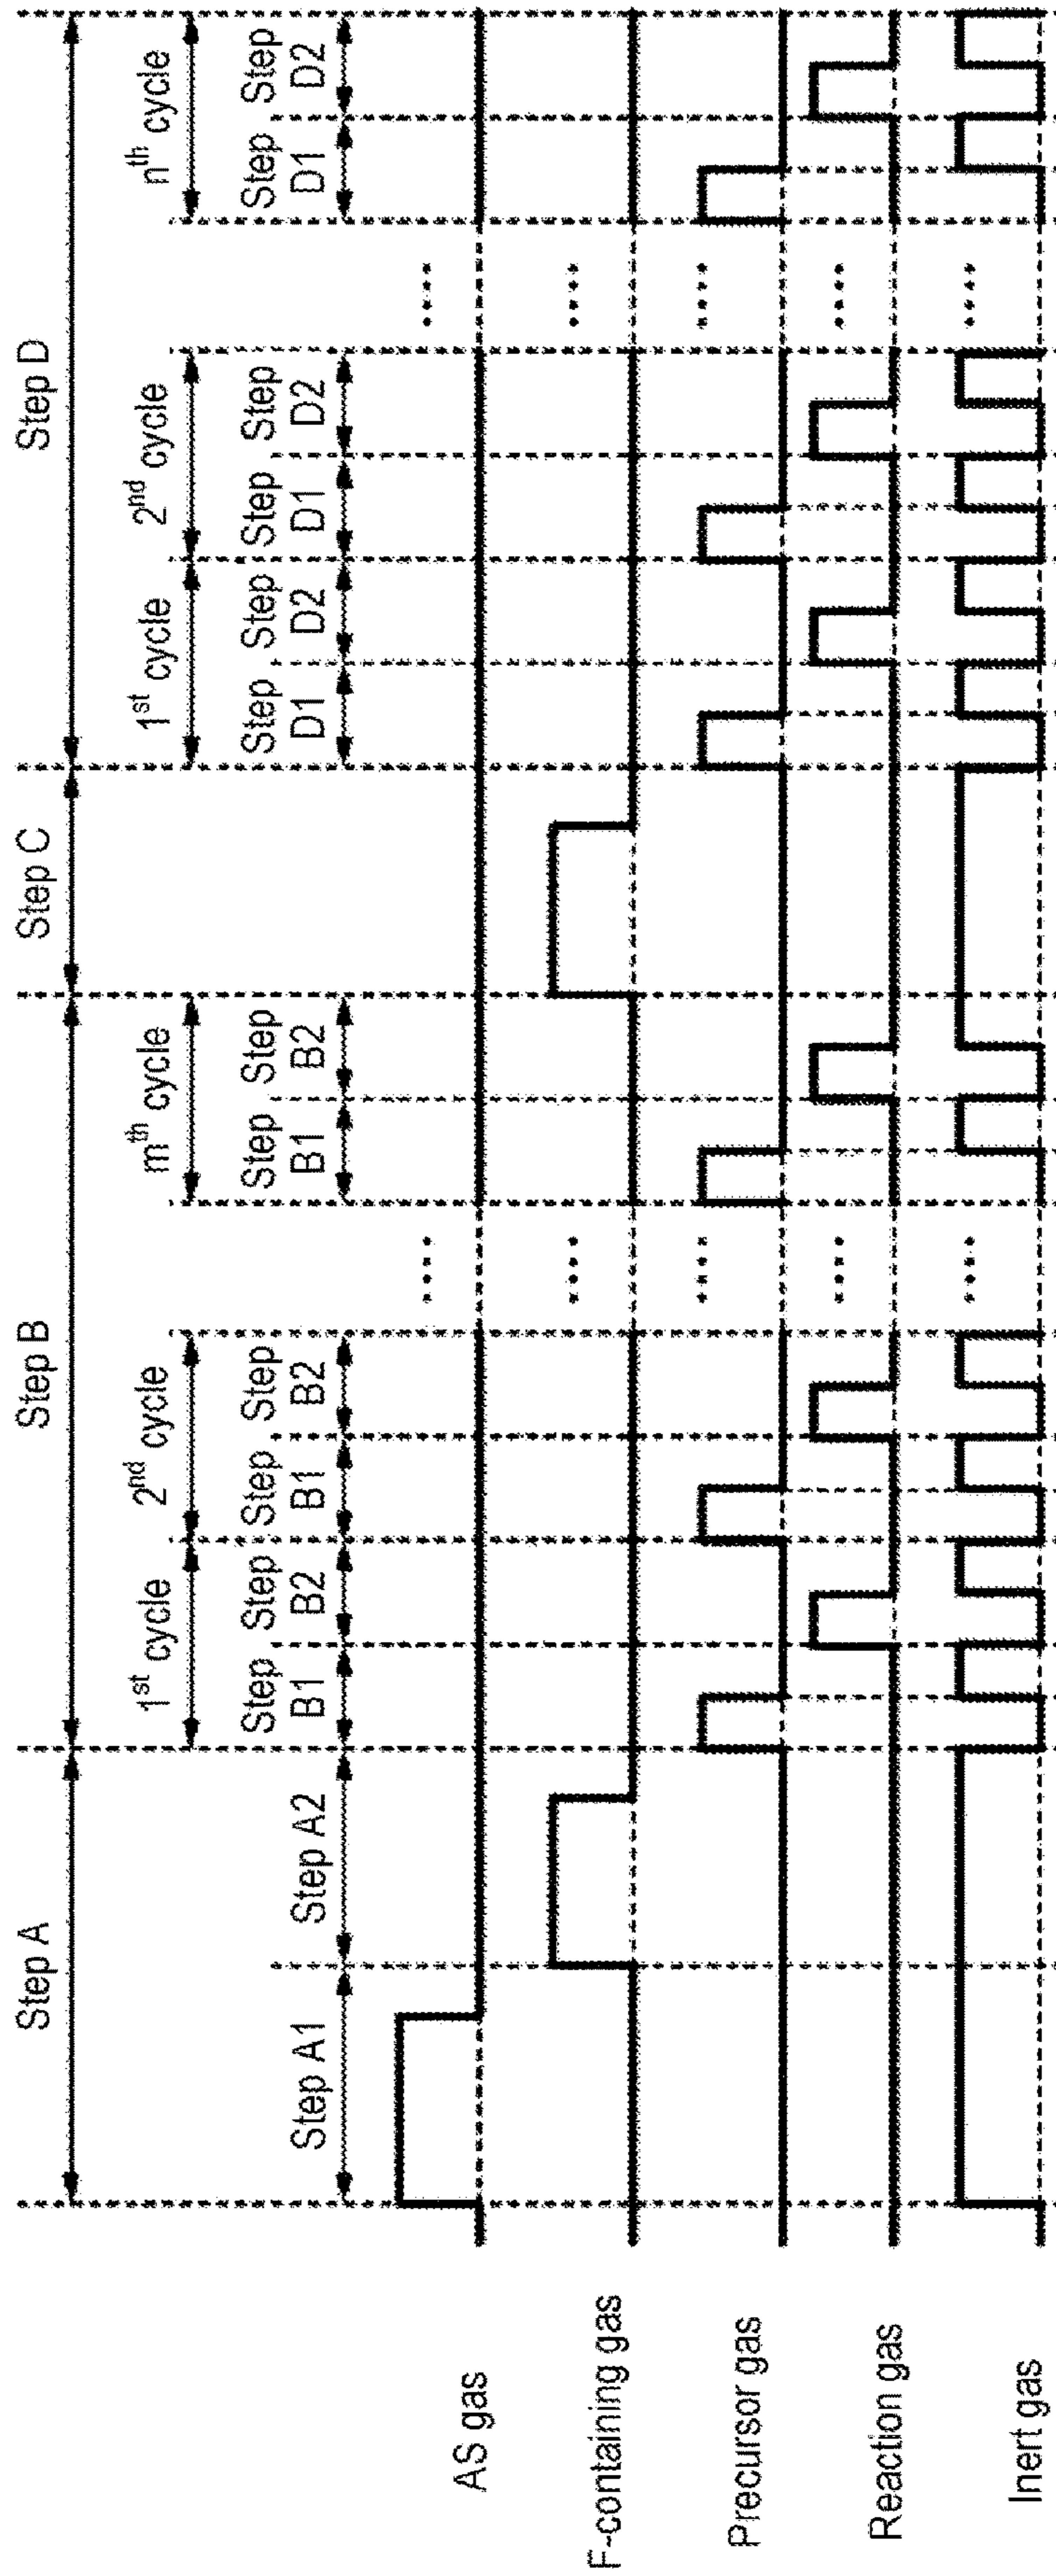 Step A Step B Step C Step D
1st cycle 2nd cycle mth cycle 1st cycle 2nd cycle nth cycle
Step A1 Step A2 Step B1 Step B2 Step B1 Step B2 Step B1 Step B2 Step D1 Step D2 Step D1 Step D2 Step D1 Step D2
AS gas
F-containing gas
Precursor gas
Reaction gas
Inert gas